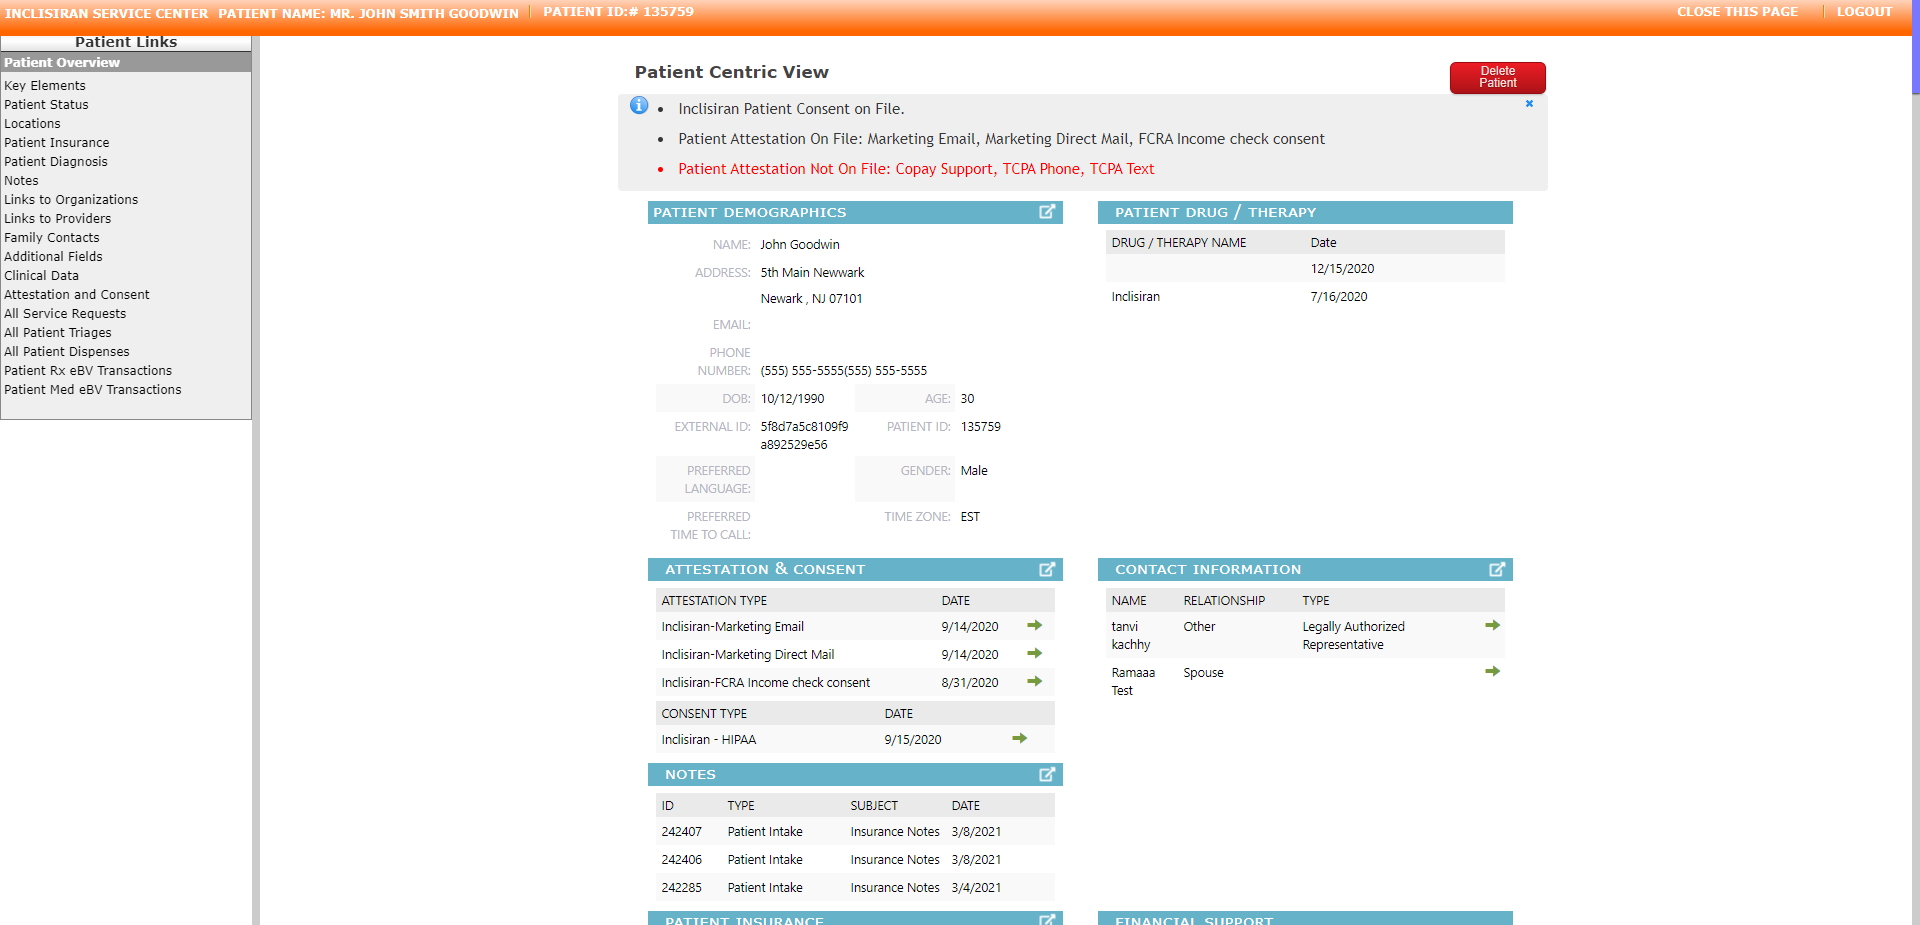 INCLISIRAN SERVICE CENTER PATIENT NAME: MR. JOHN SMITH GOODWIN PATIENT ID:# 135759 CLOSE THIS PAGE LOGOUT
Patient Links
Patient Overview
Key Elements
Patient Status
Locations
Patient Insurance
Patient Diagnosis
Notes
Links to Organizations
Links to Providers
Family Contacts
Additional Fields
Clinical Data
Attestation and Consent
All Service Requests
All Patient Triages
All Patient Dispenses
Patient Rx eBV Transactions
Patient Med eBV Transactions
Patient Centric View
Delete
Patient
Inclisiran Patient Consent on File.
Patient Attestation On File: Marketing Email, Marketing Direct Mail, FCRA Income check consent
Patient Attestation Not On File: Copay Support, TCPA Phone, TCPA Text
PATIENT DEMOGRAPHICS
NAME: John Goodwin
ADDRESS: 5th Main Newwark
Newark , NJ 07101
EMAIL:
PHONE
NUMBER: (555) 555-5555(555) 555-5555
DOB: 10/12/1990 AGE: 30
EXTERNAL ID: 5f8d7a5c8109f9 PATIENT ID: 135759
a892529e56
PREFERRED GENDER: Male
LANGUAGE:
PREFERRED TIME ZONE: EST
TIME TO CALL:
PATIENT DRUG / THERAPY
DRUG / THERAPY NAME Date
12/15/2020
Inclisiran 7/16/2020
ATTESTATION & CONSENT
ATTESTATION TYPE DATE
Inclisiran-Marketing Email 9/14/2020
Inclisiran-Marketing Direct Mail 9/14/2020
Inclisiran-FCRA Income check consent 8/31/2020
CONSENT TYPE DATE
Inclisiran - HIPAA 9/15/2020
CONTACT INFORMATION
NAME RELATIONSHIP TYPE
tanvi Other Legally Authorized
kachhy Representative
Ramaaa Spouse
Test
NOTES
ID TYPE SUBJECT DATE
242407 Patient Intake Insurance Notes 3/8/2021
242406 Patient Intake Insurance Notes 3/8/2021
242285 Patient Intake Insurance Notes 3/4/2021
PATIENT INSURANCE
FINANCIAL SUPPORT